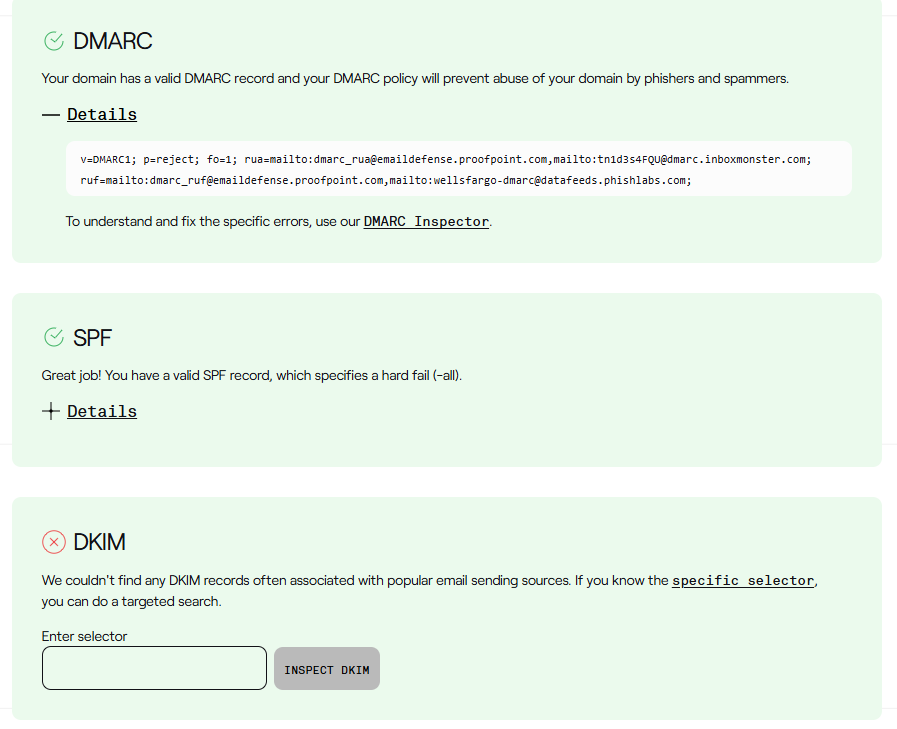 DMARC
Your domain has a valid DMARC record and your DMARC policy will prevent abuse of your domain by phishers and spammers.
Details
v=DMARC1; p=reject; fo=1; rua=mailto:dmarc_rua@emaildefense.proofpoint.com,mailto:tn1d3s4FQU@dmarc.inboxmonster.com;
ruf=mailto:dmarc_ruf@emaildefense.proofpoint.com,mailto:wellsfargo-dmarc@datafeeds.phishlabs.com;
To understand and fix the specific errors, use our DMARC Inspector.
SPF
Great job! You have a valid SPF record, which specifies a hard fail (-all).
Details
DKIM
We couldn't find any DKIM records often associated with popular email sending sources. If you know the specific selector,
you can do a targeted search.
Enter selector
INSPECT DKIM